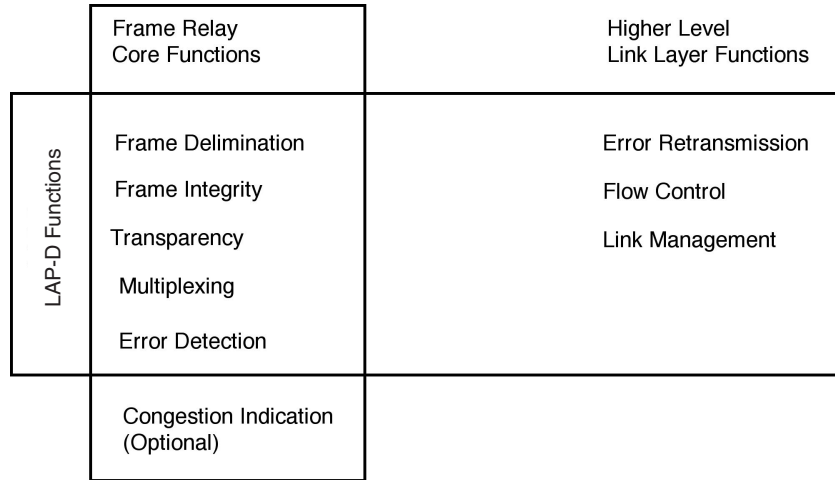 Frame Relay
Core Functions
Higher Level
Link Layer Functions
LAP-D Functions
Frame Delimination
Frame Integrity
Transparency
Multiplexing
Error Detection
Error Retransmission
Flow Control
Link Management
Congestion Indication
(Optional)